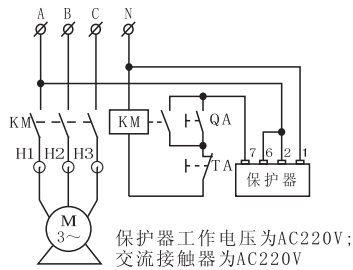 A B C N
KM
KM
QA
H1 H2 H3
TA
7 6 2 1
保护器
M
3～
保护器工作电压为AC220V;
交流接触器为AC220V